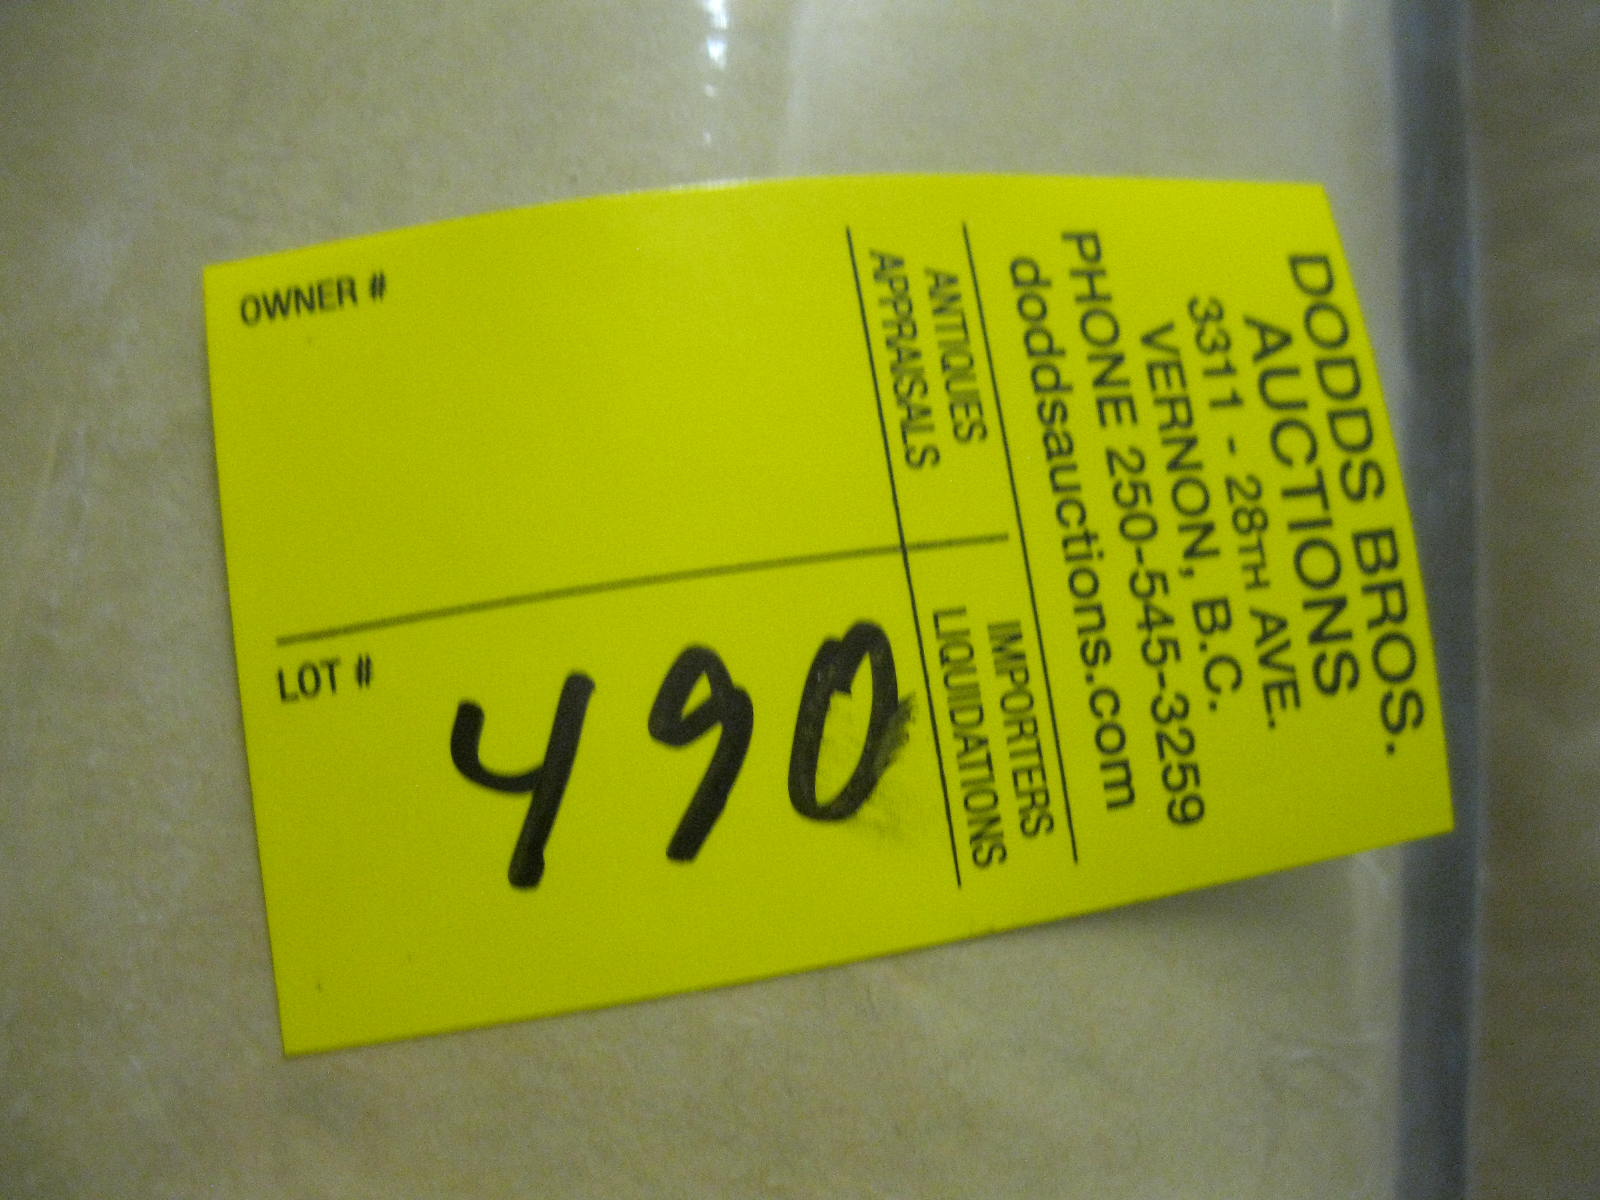 DODDS BROS.
AUCTIONS
3311 - 28TH AVE.
VERNON, B.C.
PHONE 250-545-3259
doddsauctions.com
ANTIQUES IMPORTERS
APPRAISALS LIQUIDATIONS
OWNER #
LOT #
490